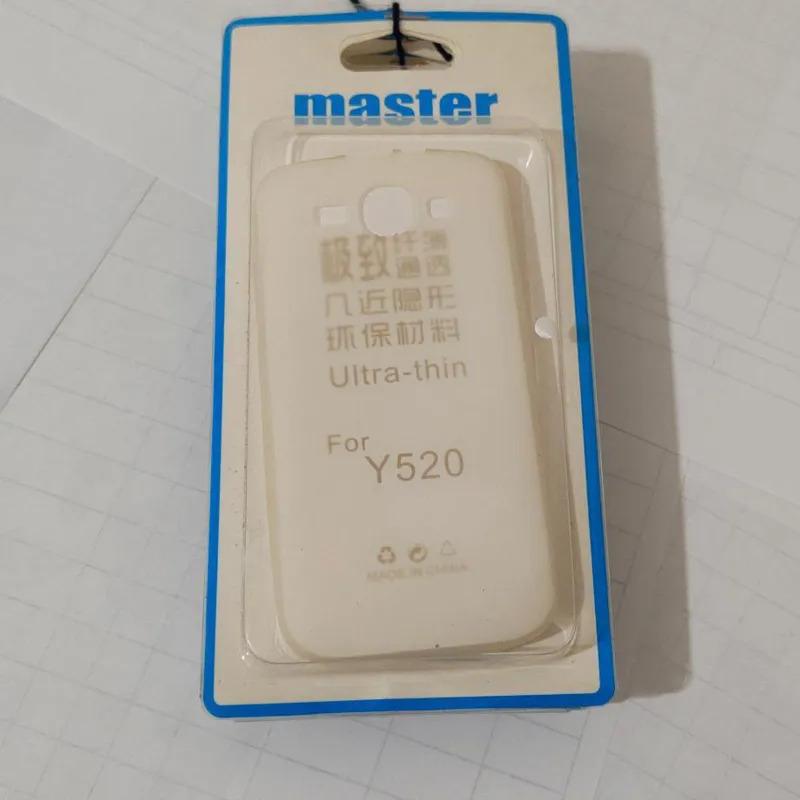 master
极致纤薄
通透
几近隐形
环保材料
Ultra-thin
For
Y520
MADE IN CHINA